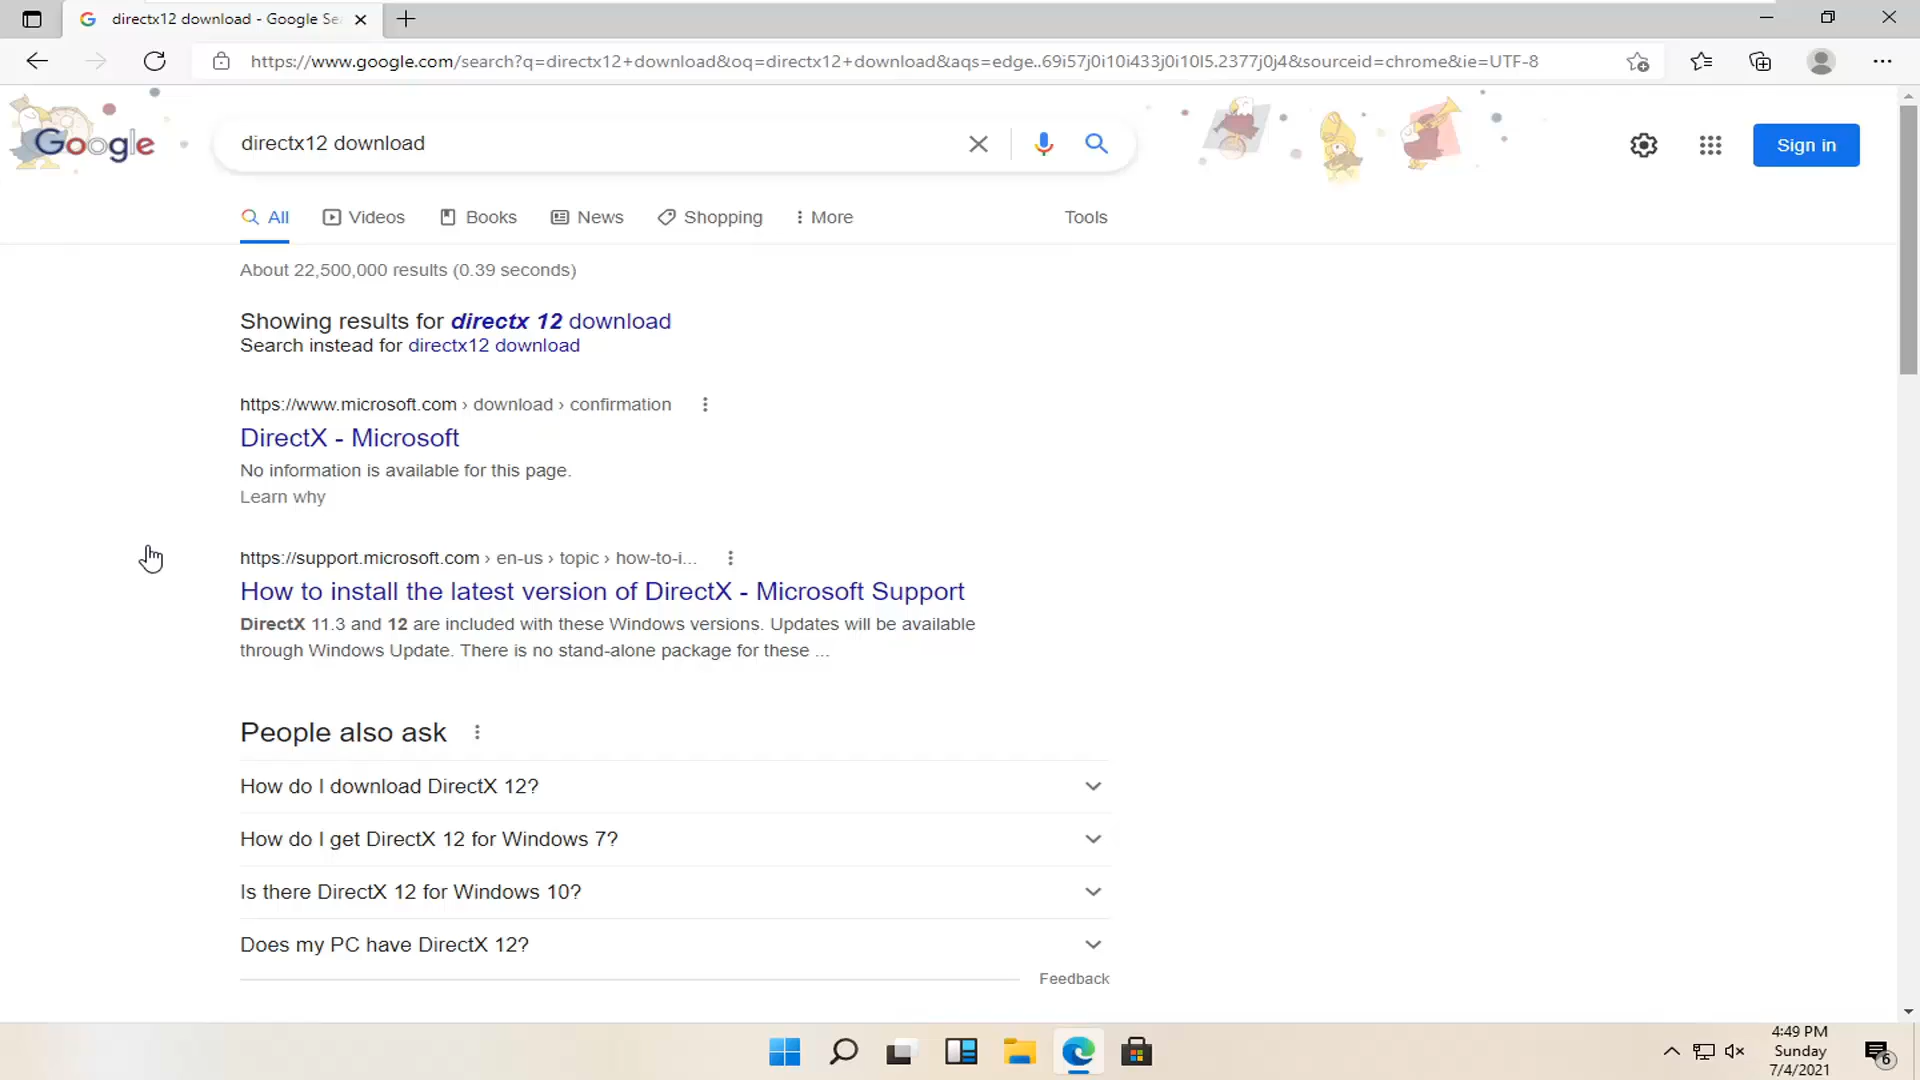 directx12 download - Google Se
https://www.google.com/search?q=directx12+download&oq=directx12+download&aqs=edge..69i57j0i10i433j0i10l5.2377j0j4&sourceid=chrome&ie=UTF-8
Google
directx12 download
Sign in
All
Videos
Books
News
Shopping
More
Tools
About 22,500,000 results (0.39 seconds)
Showing results for directx 12 download
Search instead for directx12 download
https://www.microsoft.com › download › confirmation
DirectX - Microsoft
No information is available for this page.
Learn why
https://support.microsoft.com › en-us › topic › how-to-i...
How to install the latest version of DirectX - Microsoft Support
DirectX 11.3 and 12 are included with these Windows versions. Updates will be available
through Windows Update. There is no stand-alone package for these ...
People also ask
How do I download DirectX 12?
How do I get DirectX 12 for Windows 7?
Is there DirectX 12 for Windows 10?
Does my PC have DirectX 12?
Feedback
4:49 PM
Sunday
7/4/2021
6